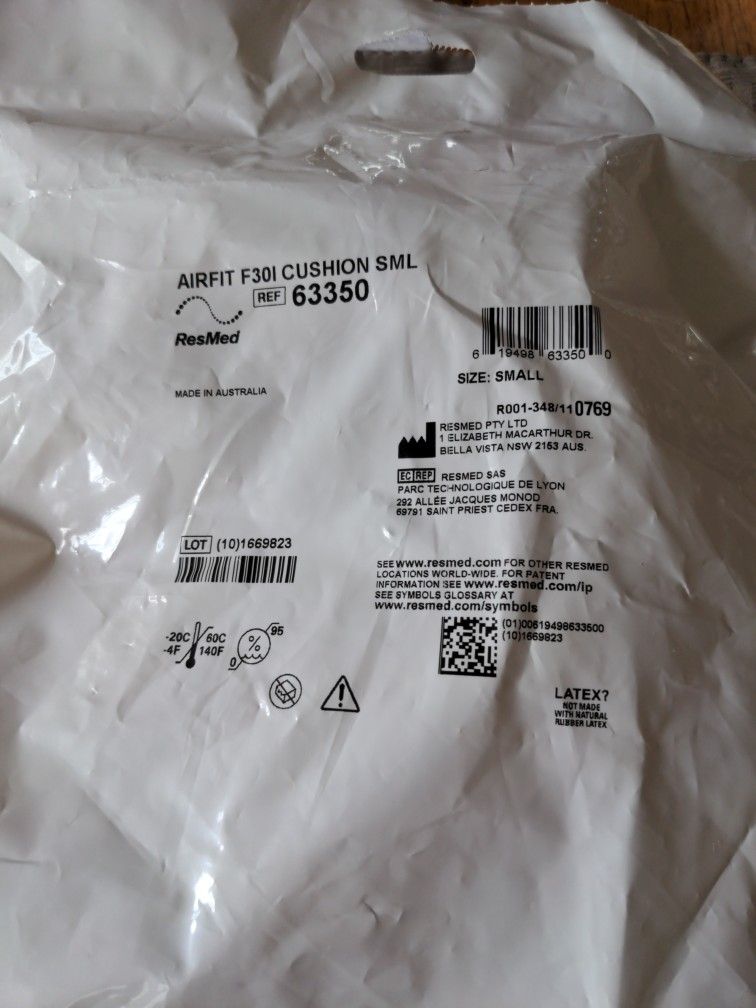 AIRFIT F30I CUSHION SML
REF 63350
ResMed
6 19498 63350 0
SIZE: SMALL
MADE IN AUSTRALIA
R001-348/11 0769
RESMED PTY LTD
1 ELIZABETH MACARTHUR DR.
BELLA VISTA NSW 2153 AUS.
EC REP RESMED SAS
PARC TECHNOLOGIQUE DE LYON
292 ALLÉE JACQUES MONOD
69791 SAINT PRIEST CEDEX FRA.
LOT (10)1669823
SEE www.resmed.com FOR OTHER RESMED
LOCATIONS WORLD-WIDE. FOR PATENT
INFORMATION SEE www.resmed.com/ip
SEE SYMBOLS GLOSSARY AT
www.resmed.com/symbols
(01)00619498633500
(10)1669823
-20C 60C
-4F 140F
0 % 95
LATEX?
NOT MADE
WITH NATURAL
RUBBER LATEX